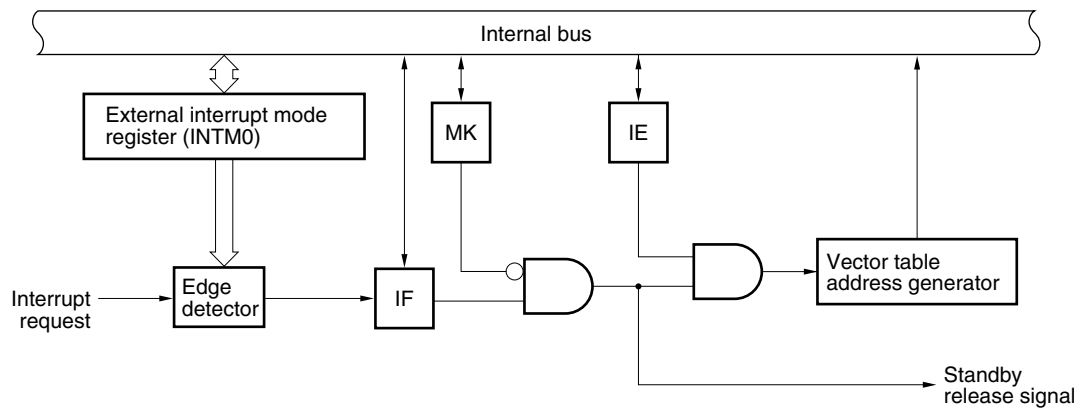 Internal bus
External interrupt mode
register (INTM0)
MK
IE
Vector table
address generator
Edge
detector
IF
Interrupt
request
Standby
release signal